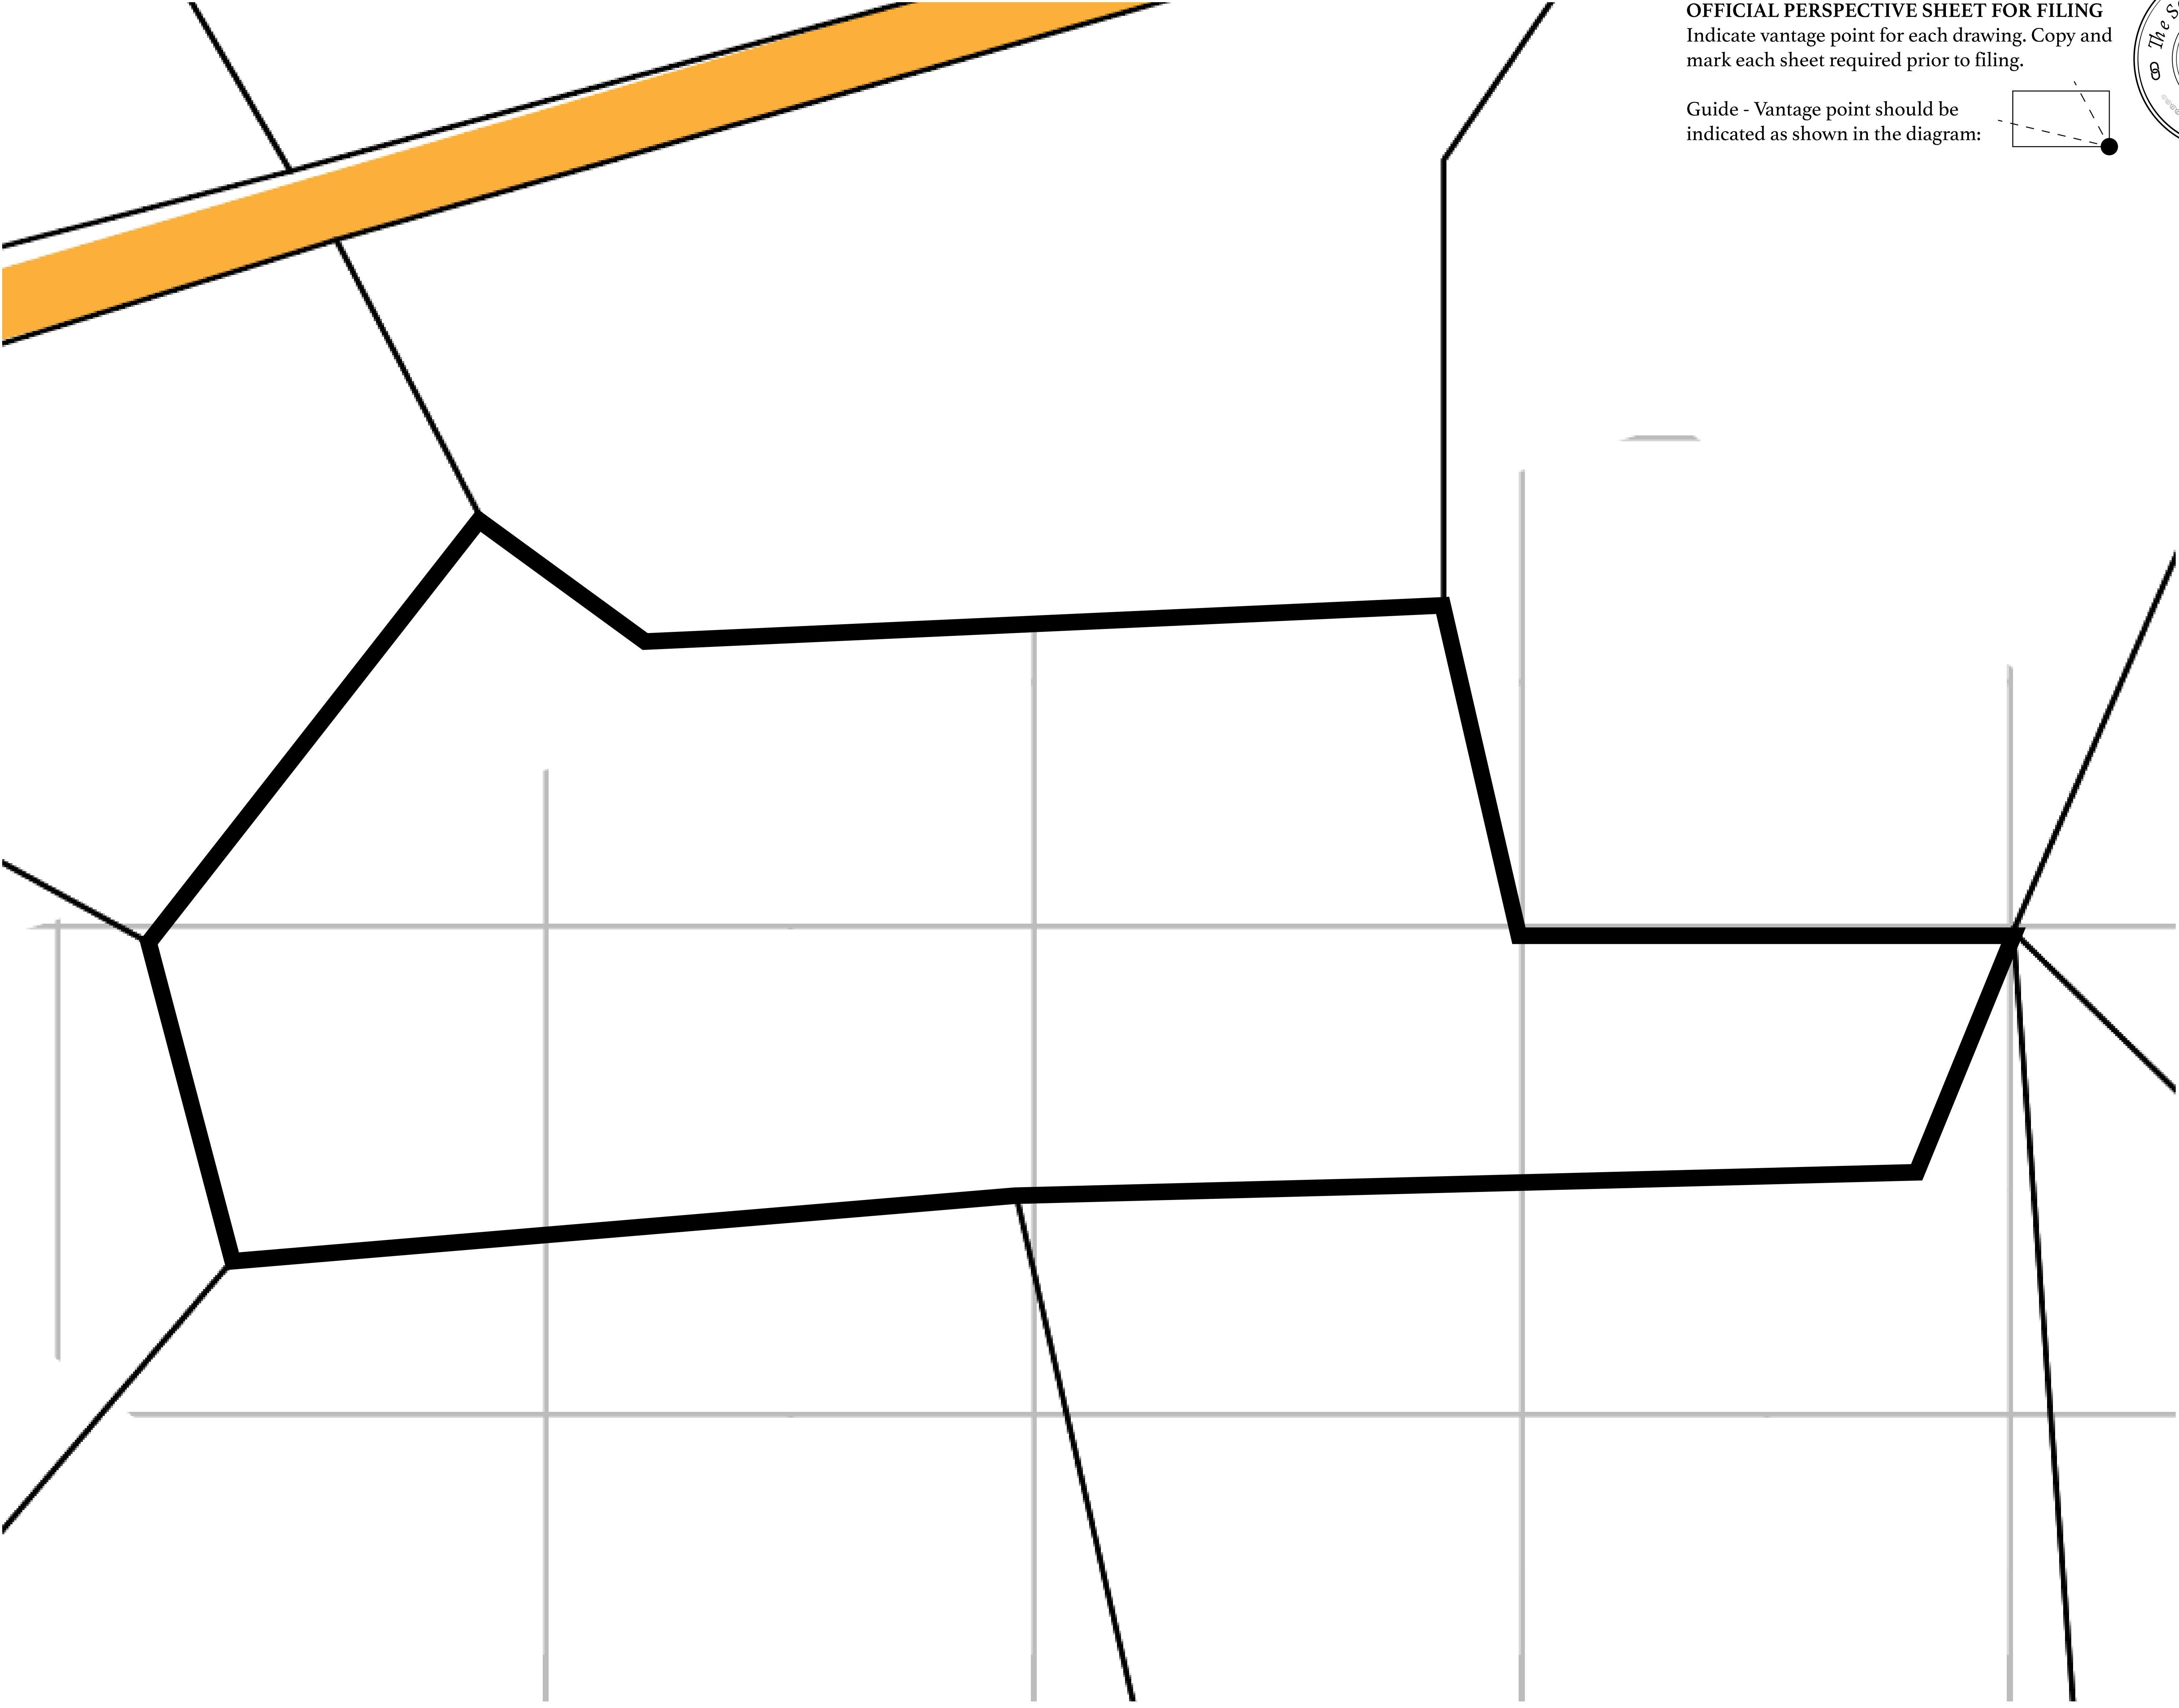 OFFICIAL PERSPECTIVE SHEET FOR FILING
Indicate vantage point for each drawing. Copy and
mark each sheet required prior to filing.
Guide - Vantage point should be
indicated as shown in the diagram:
The